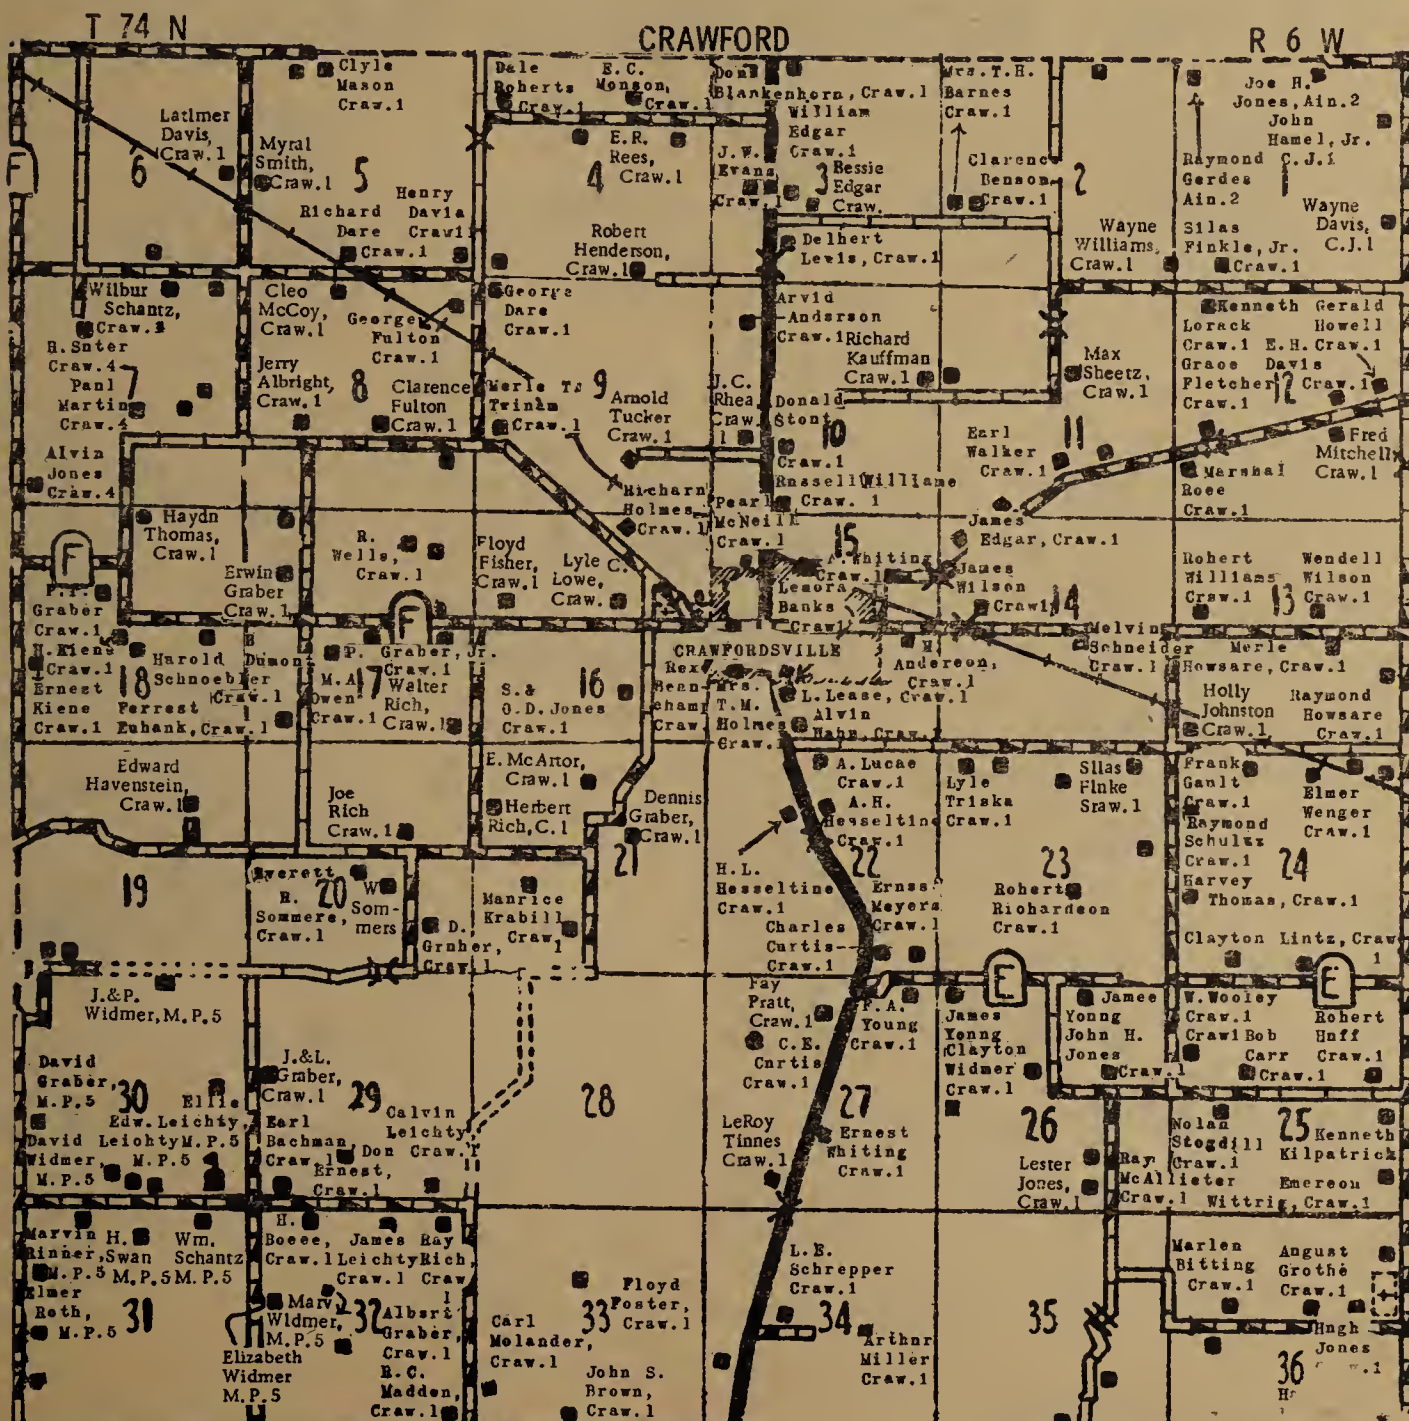 T 74 N
CRAWFORD
R 6 W
Clyle
Mason
Craw.1
Dale
Roberts
Craw.1
E.C.
Monson,
Craw.1
Don
Blankenhorn, Craw.1
Mrs. T.H.
Barnes
Craw.1
Joe H.
Jones, Ain.2
John
Hamel, Jr.
C.J.1
F
Latimer
Davis,
Craw.1
6
Myral
Smith,
Craw.1
5
Henry
Davis
Craw.1
Richard
Dare
Craw.1
E.R.
Rees,
Craw.1
4
Robert
Henderson,
Craw.1
J.W.
Evans
Craw.1
William
Edgar
Craw.1
3
Bessie
Edgar
Craw.
Delbert
Lewis, Craw.1
Clarence
Benson
Craw.1
2
Wayne
Williams,
Craw.1
Raymond
Gerdes
Ain.2
1
Silas
Finkle, Jr.
Craw.1
Wayne
Davis,
C.J.1
Wilbur
Schantz,
Craw.
R. Suter
Craw.4
7
Paul
Martin
Craw.4
Alvin
Jones
Craw.4
Cleo
McCoy,
Craw.1
George
Fulton
Craw.1
Jerry
Albright,
Craw.1
8
Clarence
Fulton
Craw.1
George
Dare
Craw.1
Merle
Twinam
Craw.1
9
Arnold
Tucker
Craw.1
J.C.
Rhea
Craw.
1
Arvid
Anderson
Craw.1
Richard
Kauffman
Craw.1
Donald
Stout
Craw.1
10
Russell Williams
Craw. 1
Max
Sheetz,
Craw.1
Earl
Walker
Craw.1
11
Kenneth
Lorack
Craw.1
Gerald
Howell
Craw.1
E.H.
Davis
Craw.1
Grace
Fletcher
Craw.1
12
Fred
Mitchell
Craw.1
Marshal
Rose
Craw.1
Haydn
Thomas,
Craw.1
F
P.P.
Graber
Craw.1
Erwin
Graber
Craw.1
R.
Wells,
Craw.1
F
Floyd
Fisher,
Craw.1
Lyle C.
Lowe,
Craw.
Richard
Holmes
Craw.1
Pearl
McNeill
Craw.1
15
A. Whiting
Craw.1
Lenora
Banks
Craw1
James
Edgar, Craw.1
James
Wilson
Craw1
14
Robert
Williams
Craw.1
13
Wendell
Wilson
Craw.1
H. Kiene
Craw.1
Ernest
Kiene
Craw.1
18
Harold
Schnoebler
Craw.1
Forrest
Eubank, Craw.1
Dumont
P. Graber, Jr.
Craw.1
M.A.
Owen
Craw.1
17
Walter
Rich,
Craw.1
S. &
O.D. Jones
Craw.1
16
CRAWFORDSVILLE
Rex
Beauchamp
Craw.
Mrs.
T.M.
Holmes
Craw.1
L. Lease, Craw.1
Alvin
Hahn, Craw.1
Anderson,
Craw.1
Melvin
Schneider
Craw.1
Merle
Howsare, Craw.1
Holly
Johnston
Craw.1
Raymond
Howsare
Craw.1
Edward
Havenstein,
Craw.1
Joe
Rich
Craw.1
E. McArtor,
Craw.1
Herbert
Rich, C.1
Dennis
Graber,
Craw.1
21
A. Lucas
Craw.1
A.H.
Hesseltine
Craw.1
22
Lyle
Triska
Craw.1
Silas
Finke
Sraw.1
Frank
Gault
Craw.1
Elmer
Wenger
Craw.1
Raymond
Schultz
Craw.1
24
Harvey
Thomas, Craw.1
19
Everett
R.
Sommers,
Craw.1
20
W
Som-
mers
D.
Graber,
Craw.1
Maurice
Krabill
Craw.
1
H.L.
Hesseltine
Craw.1
Charles
Curtis
Craw.1
Meyers
Craw.1
23
Robert
Richardson
Craw.1
Clayton Lintz, Craw
1
J.&P.
Widmer, M.P.5
Fay
Pratt,
Craw.1
C.E.
Curtis
Craw.1
F.A.
Young
Craw.1
E
James
Young
Clayton
Widmer
Craw.1
James
Young
John H.
Jones
Craw.1
W. Wooley
Craw1
E
Bob
Carr
Craw.1
Robert
Huff
Craw.1
David
Graber,
M.P.5
30
Ellis
Leichty,
M.P.5
Edw.
Leichty
M.P.5
David
Widmer,
M.P.5
J.&L.
Graber,
Craw.1
29
Earl
Bachman,
Craw.1
Calvin
Leichty,
Craw.1
Don
Ernest,
Craw.1
28
27
LeRoy
Tinnes
Craw.1
Ernest
Whiting
Craw.1
26
Lester
Jones,
Craw.1
Ray
McAllister
Craw.1
Nolan
Stogdill
Craw.1
25
Kenneth
Kilpatrick
Emerson
Wittrig, Craw.1
Marvin
Rinner,
M.P.5
H.
Swan
M.P.5
Wm.
Schantz
M.P.5
Elmer
Roth,
M.P.5
31
Elizabeth
Widmer
M.P.5
H.
Boese,
Craw.1
James
Leichty
Craw.1
Ray
Rich,
Craw
1
Marv
Widmer,
M.P.5
32
Albert
Graber,
Craw.1
R.C.
Madden,
Craw.1
Carl
Molander,
Craw.1
33
Floyd
Foster,
Craw.1
John S.
Brown,
Craw.1
L.E.
Schrepper
Craw.1
34
Arthur
Miller
Craw.1
35
Marlen
Bitting
Craw.1
August
Grothe
Craw.1
Hugh
Jones
36